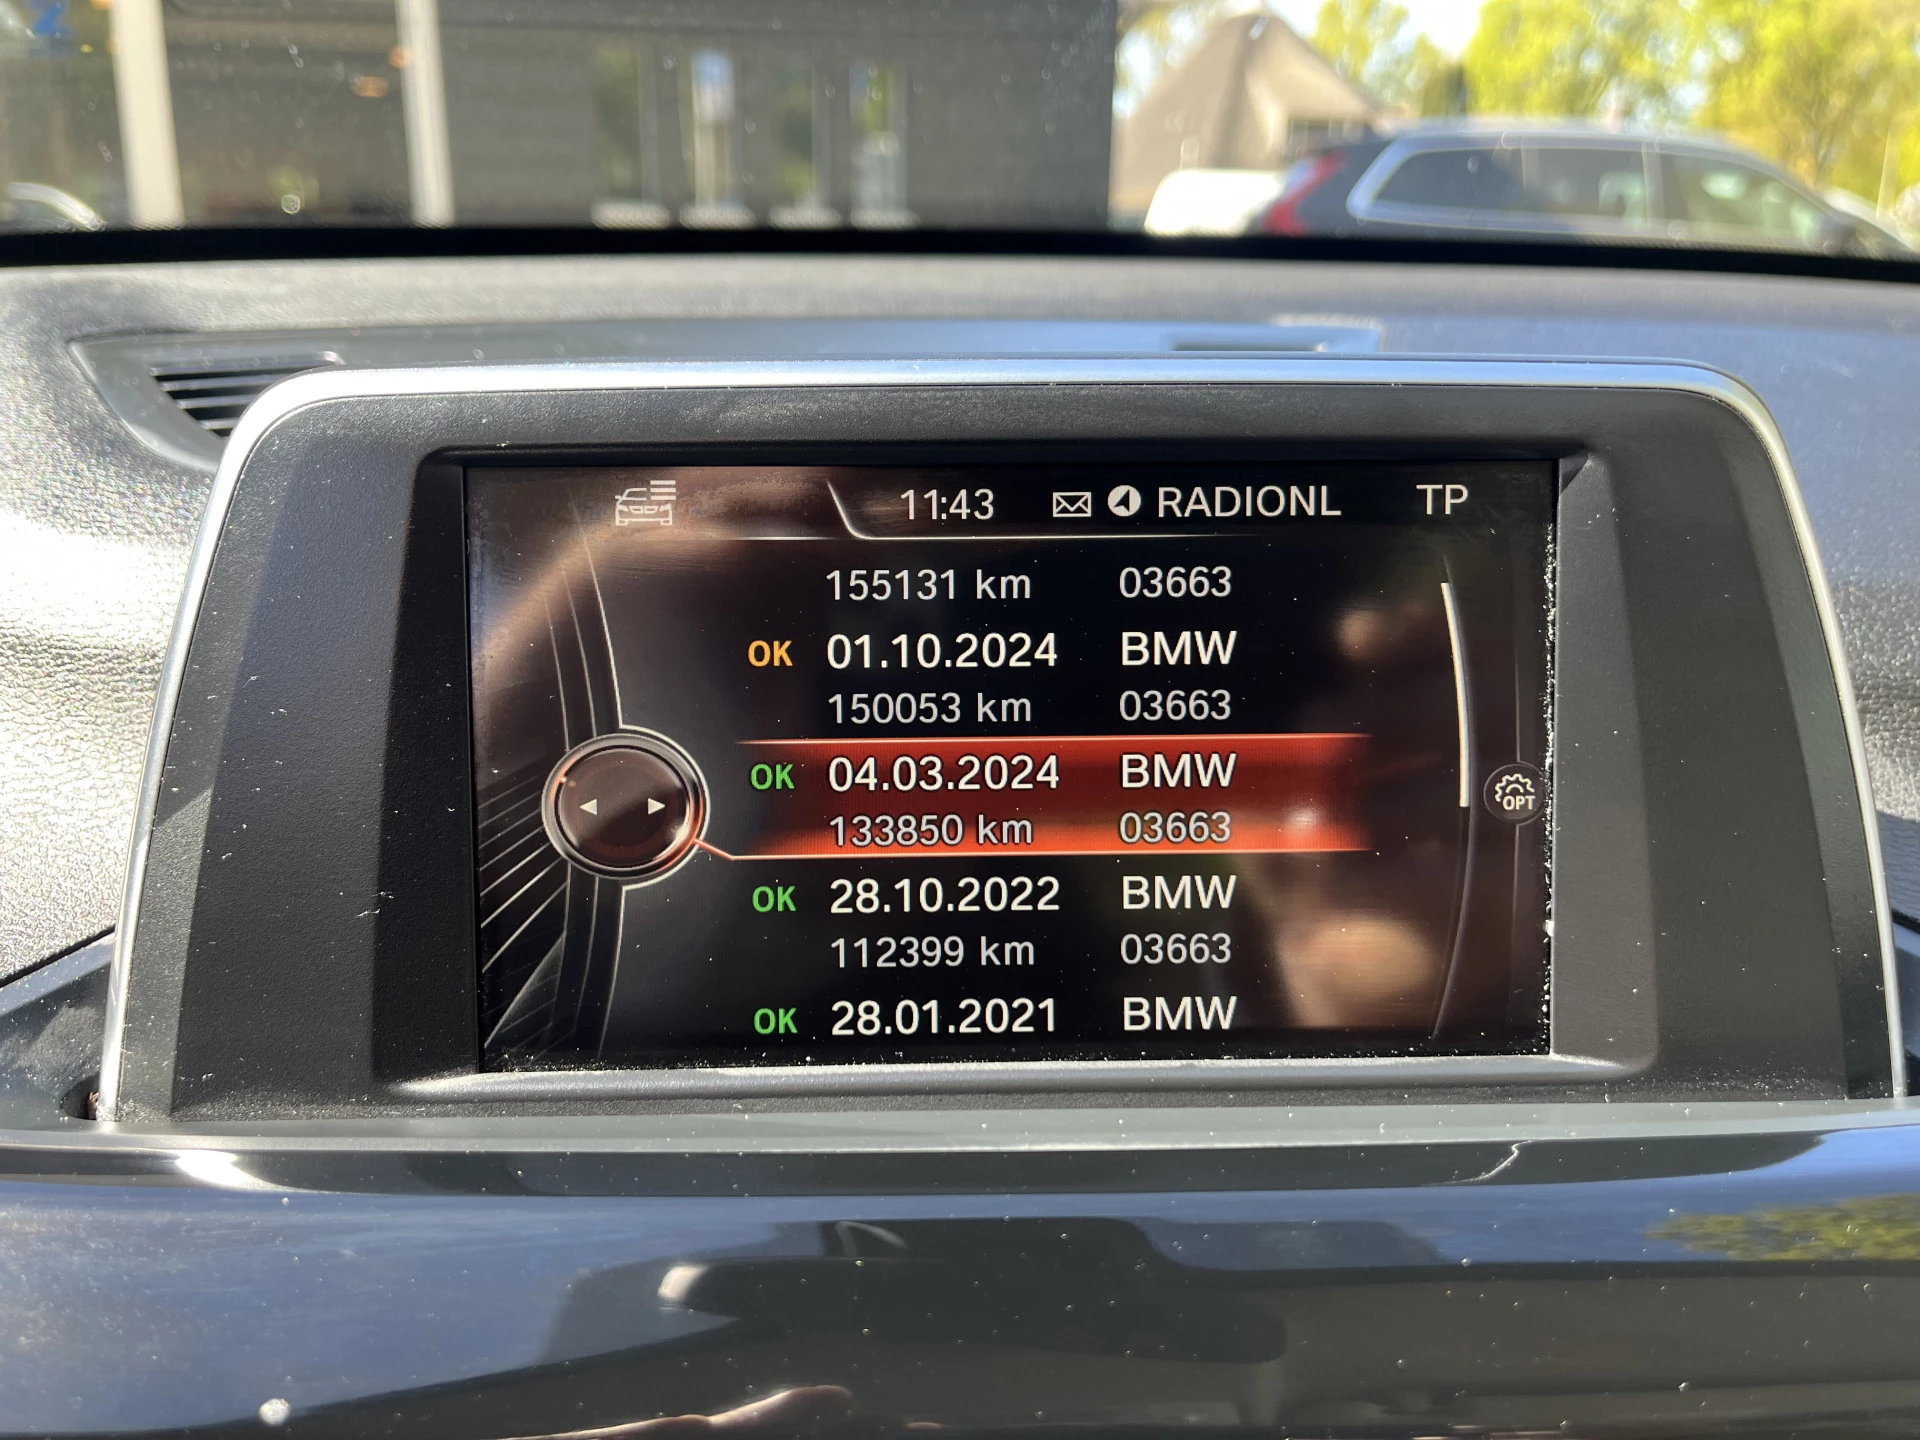 11:43 RADIONL TP
155131 km 03663
OK 01.10.2024 BMW
150053 km 03663
OK 04.03.2024 BMW
133850 km 03663
OPT
OK 28.10.2022 BMW
112399 km 03663
OK 28.01.2021 BMW